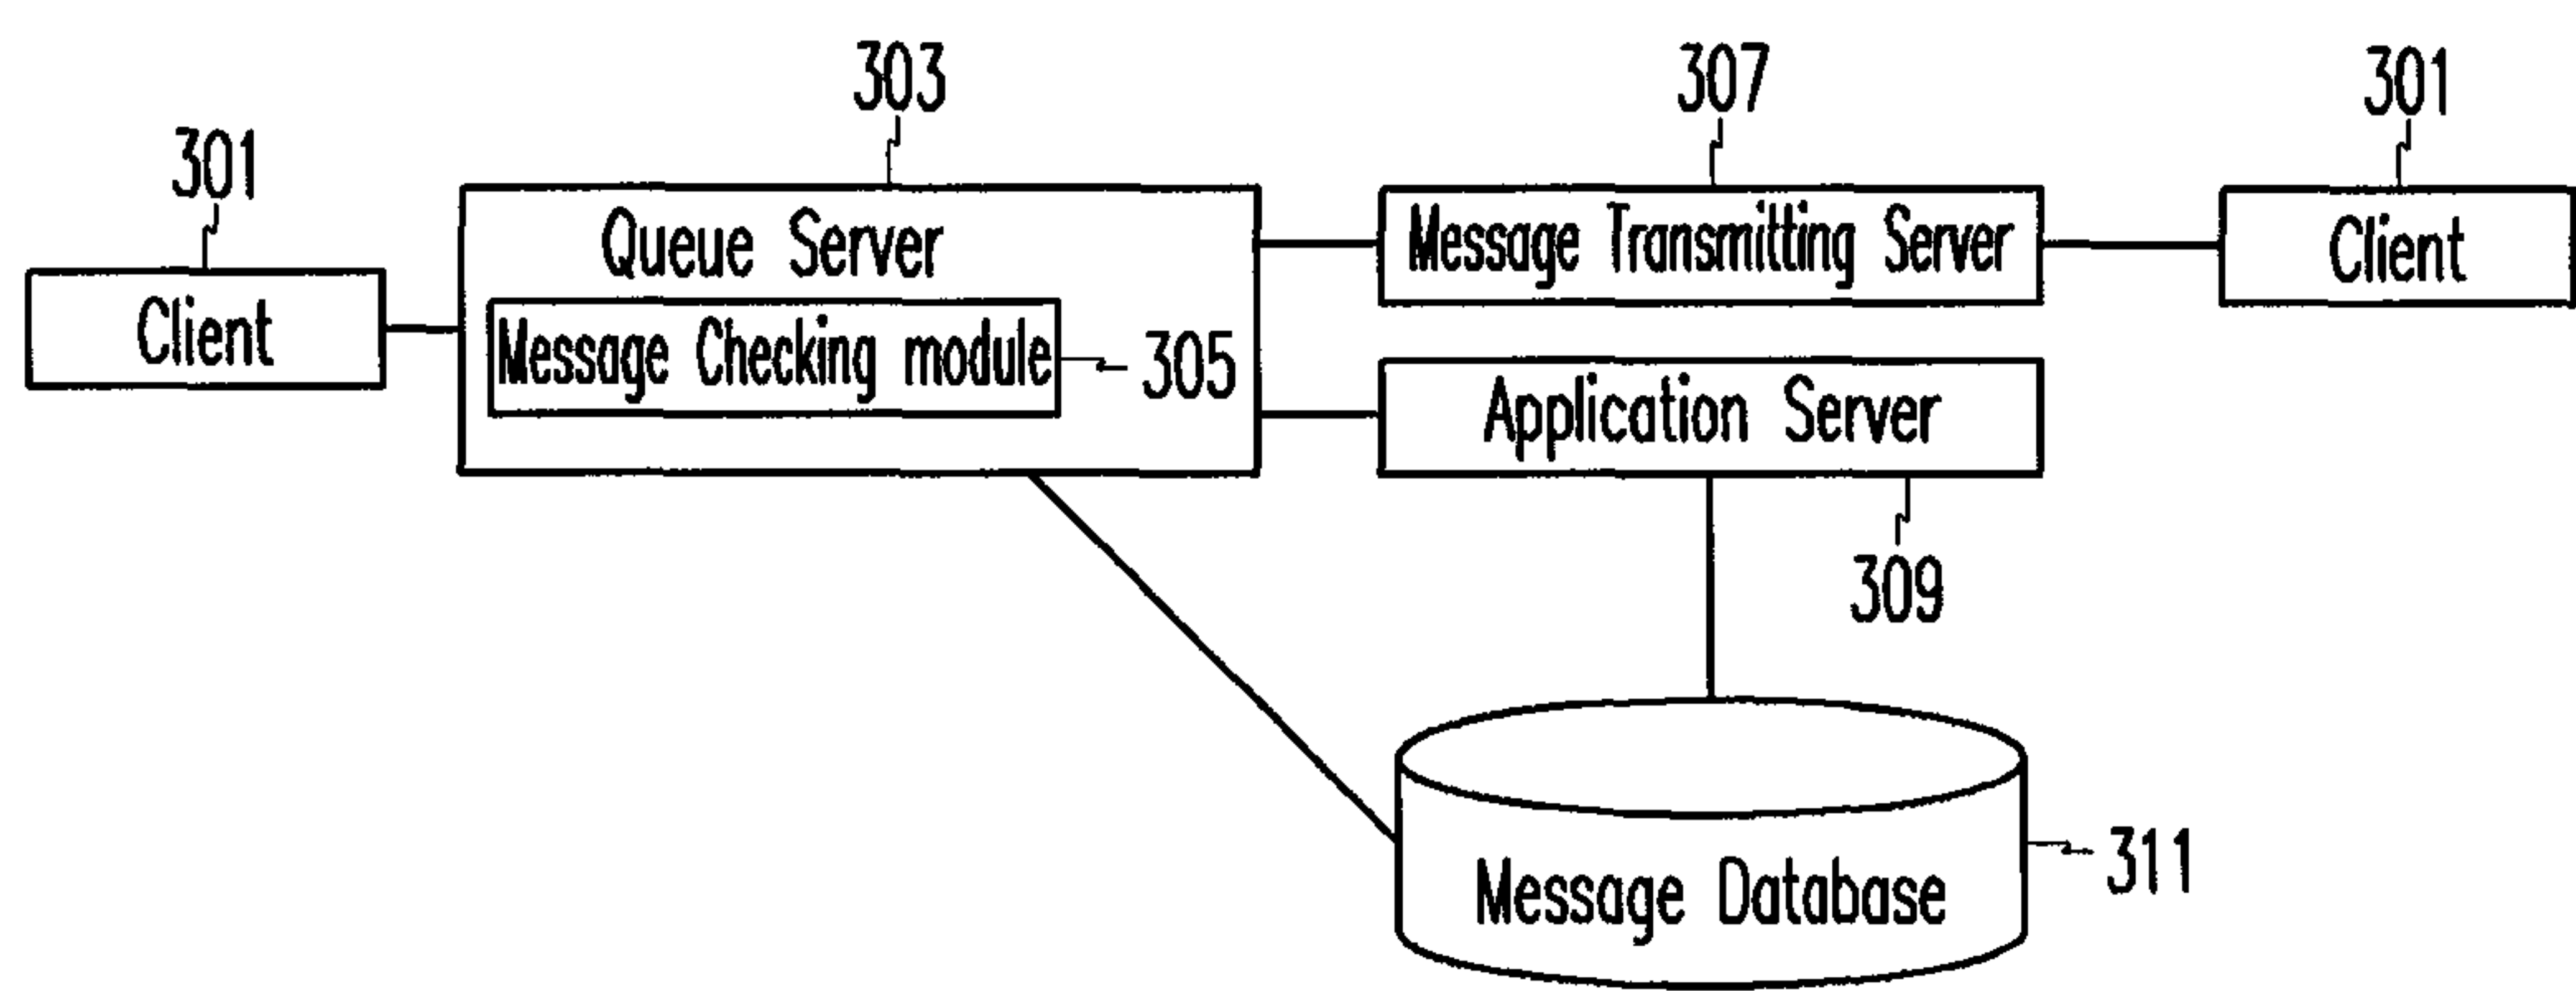 303
307
301
301
Queue Server
Message Transmitting Server
Client
Client
Message Checking module
305
Application Server
309
Message Database
311